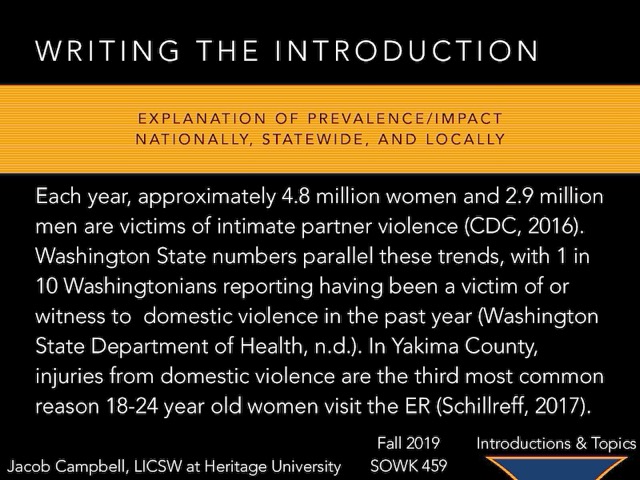 WRITING THE INTRODUCTION
EXPLANATION OF PREVALENCE/IMPACT
NATIONALLY, STATEWIDE, AND LOCALLY
Each year, approximately 4.8 million women and 2.9 million
men are victims of intimate partner violence (CDC, 2016).
Washington State numbers parallel these trends, with 1 in
10 Washingtonians reporting having been a victim of or
witness to  domestic violence in the past year (Washington
State Department of Health, n.d.). In Yakima County,
injuries from domestic violence are the third most common
reason 18-24 year old women visit the ER (Schillreff, 2017).
Fall 2019 Introductions & Topics
Jacob Campbell, LICSW at Heritage University SOWK 459